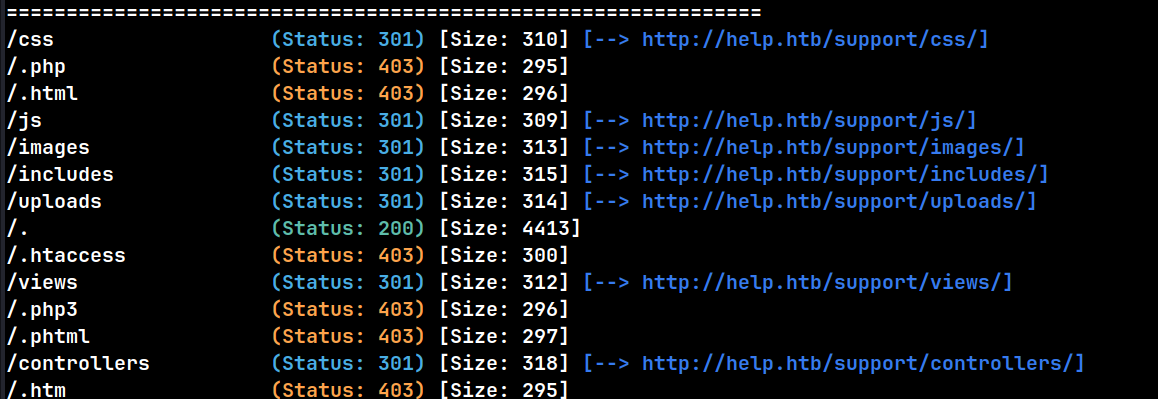 ===============================================================
/css                  (Status: 301) [Size: 310] [--> http://help.htb/support/css/]
/.php                 (Status: 403) [Size: 295]
/.html                (Status: 403) [Size: 296]
/js                   (Status: 301) [Size: 309] [--> http://help.htb/support/js/]
/images               (Status: 301) [Size: 313] [--> http://help.htb/support/images/]
/includes             (Status: 301) [Size: 315] [--> http://help.htb/support/includes/]
/uploads              (Status: 301) [Size: 314] [--> http://help.htb/support/uploads/]
/.                    (Status: 200) [Size: 4413]
/.htaccess            (Status: 403) [Size: 300]
/views                (Status: 301) [Size: 312] [--> http://help.htb/support/views/]
/.php3                (Status: 403) [Size: 296]
/.phtml               (Status: 403) [Size: 297]
/controllers          (Status: 301) [Size: 318] [--> http://help.htb/support/controllers/]
/.htm                 (Status: 403) [Size: 295]